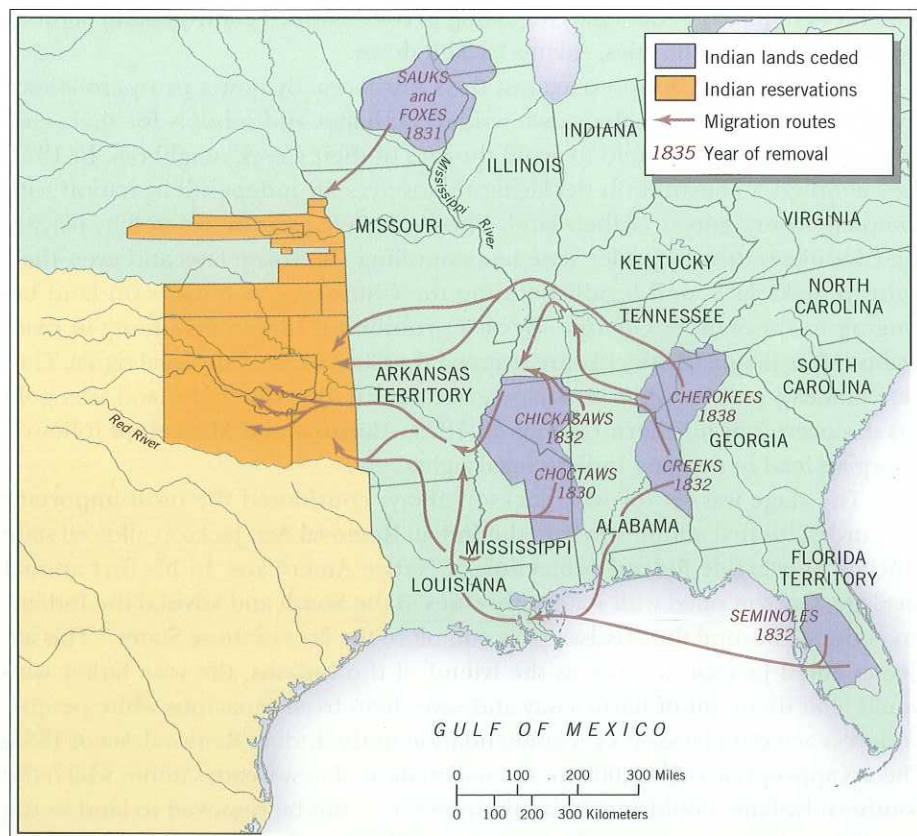 Indian lands ceded
Indian reservations
Migration routes
1835 Year of removal
SAUKS
and
FOXES
1831
INDIANA
ILLINOIS
Mississippi River
MISSOURI
VIRGINIA
KENTUCKY
NORTH
CAROLINA
TENNESSEE
SOUTH
CAROLINA
ARKANSAS
TERRITORY
CHEROKEES
1838
CHICKASAWS
1832
GEORGIA
Red River
CHOCTAWS
1830
CREEKS
1832
ALABAMA
MISSISSIPPI
LOUISIANA
FLORIDA
TERRITORY
SEMINOLES
1832
GULF OF MEXICO
0 100 200 300 Miles
0 100 200 300 Kilometers